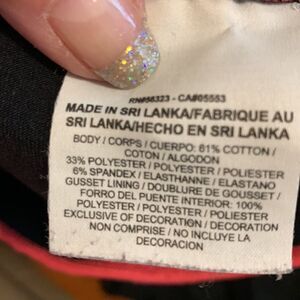 RN#56323 - CA#05553
MADE IN SRI LANKA/FABRIQUE AU
SRI LANKA/HECHO EN SRI LANKA
BODY / CORPS / CUERPO: 61% COTTON /
COTON / ALGODON
33% POLYESTER / POLYESTER / POLIESTER
6% SPANDEX / ELASTHANNE / ELASTANO
GUSSET LINING / DOUBLURE DE GOUSSET /
FORRO DEL PUENTE INTERIOR: 100%
POLYESTER / POLYESTER / POLIESTER
EXCLUSIVE OF DECORATION / DECORATION
NON COMPRISE / NO INCLUYE LA
DECORACION